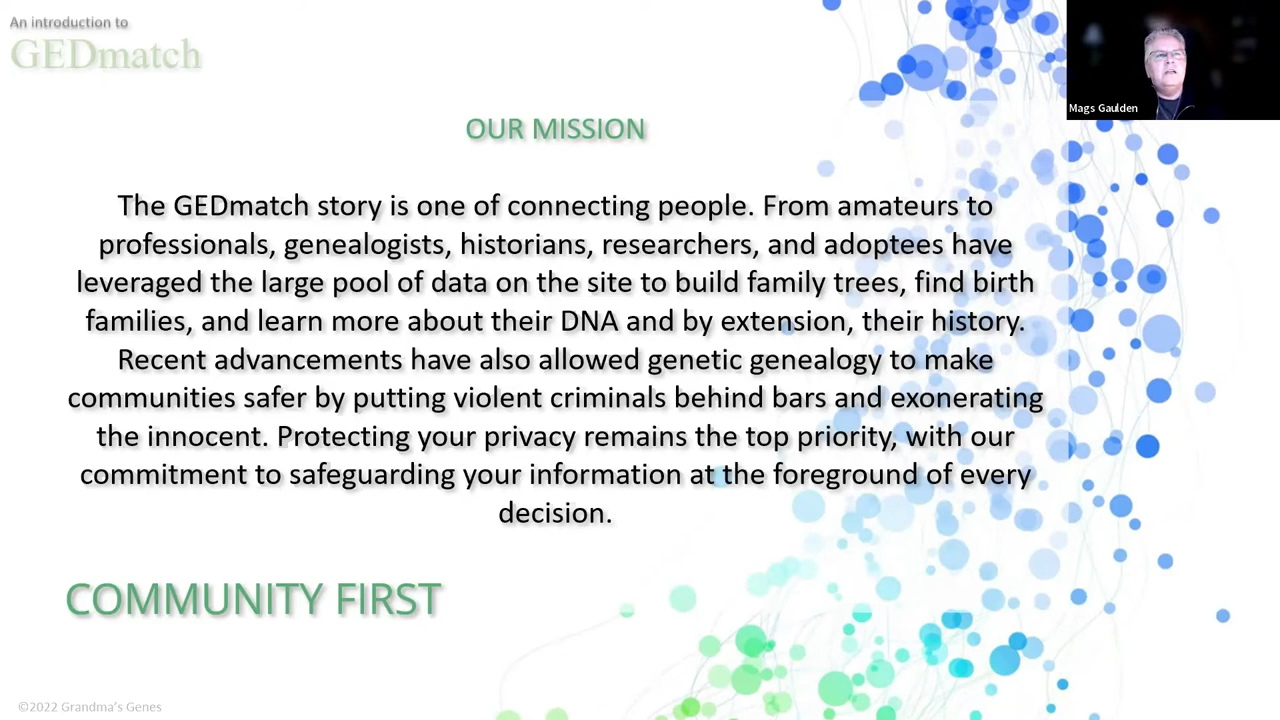 An introduction to
GEDmatch
Mags Gaulden
OUR MISSION
The GEDmatch story is one of connecting people. From amateurs to
professionals, genealogists, historians, researchers, and adoptees have
leveraged the large pool of data on the site to build family trees, find birth
families, and learn more about their DNA and by extension, their history.
Recent advancements have also allowed genetic genealogy to make
communities safer by putting violent criminals behind bars and exonerating
the innocent. Protecting your privacy remains the top priority, with our
commitment to safeguarding your information at the foreground of every
decision.
COMMUNITY FIRST
©2022 Grandma's Genes